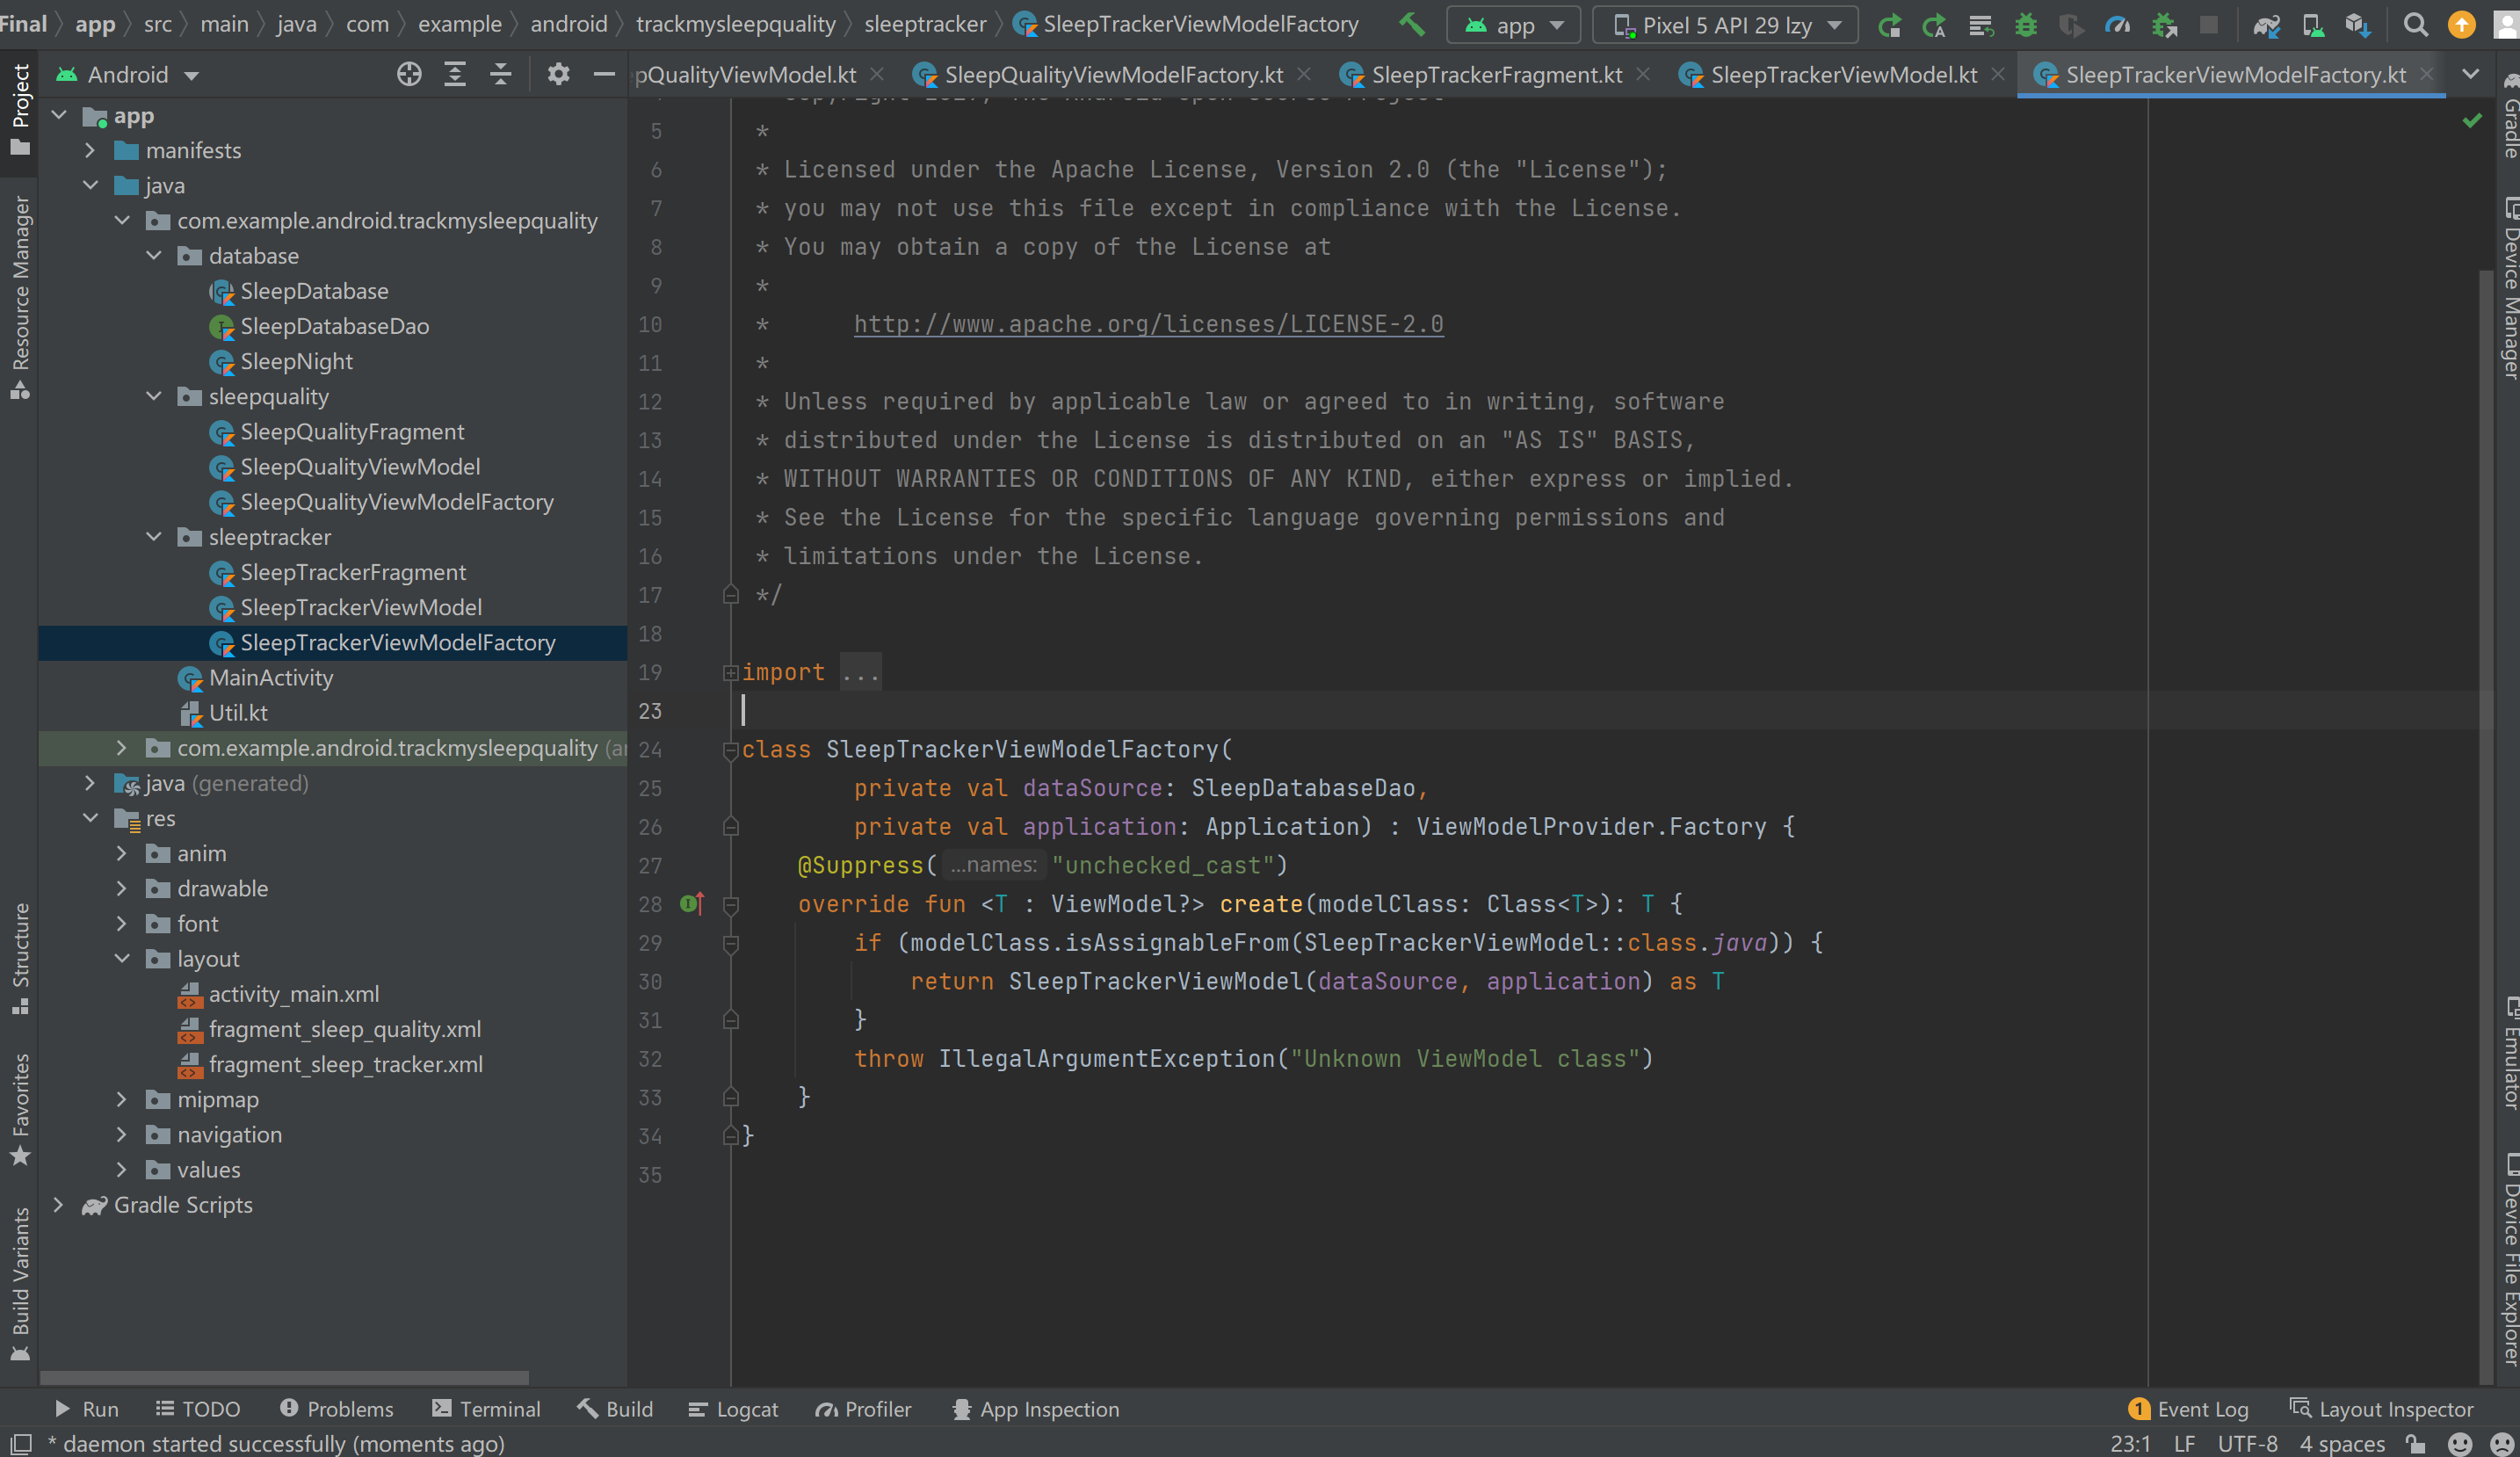 Final app src main java com example android trackmysleepquality sleeptracker SleepTrackerViewModelFactory app Pixel 5 API 29 lzy
Project
Resource Manager
Structure
Favorites
Build Variants
Android
app
manifests
java
com.example.android.trackmysleepquality
database
SleepDatabase
SleepDatabaseDao
SleepNight
sleepquality
SleepQualityFragment
SleepQualityViewModel
SleepQualityViewModelFactory
sleeptracker
SleepTrackerFragment
SleepTrackerViewModel
SleepTrackerViewModelFactory
MainActivity
Util.kt
com.example.android.trackmysleepquality (a
java (generated)
res
anim
drawable
font
layout
activity_main.xml
fragment_sleep_quality.xml
fragment_sleep_tracker.xml
mipmap
navigation
values
Gradle Scripts
pQualityViewModel.kt SleepQualityViewModelFactory.kt SleepTrackerFragment.kt SleepTrackerViewModel.kt SleepTrackerViewModelFactory.kt
5 *
6 * Licensed under the Apache License, Version 2.0 (the "License");
7 * you may not use this file except in compliance with the License.
8 * You may obtain a copy of the License at
9 *
10 * http://www.apache.org/licenses/LICENSE-2.0
11 *
12 * Unless required by applicable law or agreed to in writing, software
13 * distributed under the License is distributed on an "AS IS" BASIS,
14 * WITHOUT WARRANTIES OR CONDITIONS OF ANY KIND, either express or implied.
15 * See the License for the specific language governing permissions and
16 * limitations under the License.
17 */
18
19 import ...
23
24 class SleepTrackerViewModelFactory(
25 private val dataSource: SleepDatabaseDao,
26 private val application: Application) : ViewModelProvider.Factory {
27 @Suppress( ...names: "unchecked_cast")
28 override fun <T : ViewModel?> create(modelClass: Class<T>): T {
29 if (modelClass.isAssignableFrom(SleepTrackerViewModel::class.java)) {
30 return SleepTrackerViewModel(dataSource, application) as T
31 }
32 throw IllegalArgumentException("Unknown ViewModel class")
33 }
34 }
35
Gradle
Device Manager
Emulator
Device File Explorer
Run TODO Problems Terminal Build Logcat Profiler App Inspection 1 Event Log Layout Inspector
* daemon started successfully (moments ago) 23:1 LF UTF-8 4 spaces